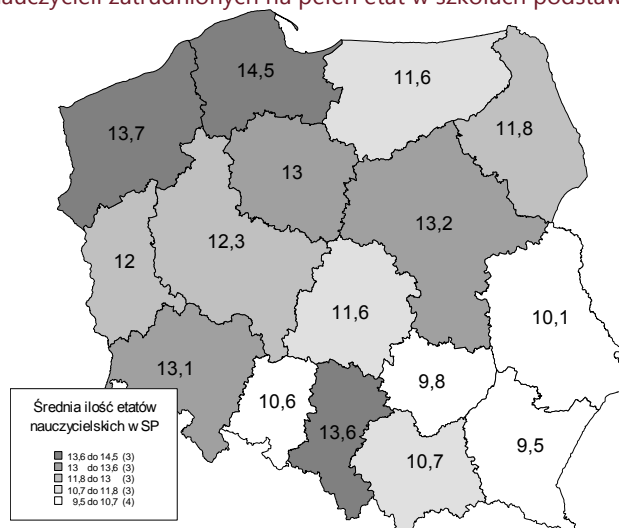 nauczycieli zatrudnionych na pełen etat w szkołach podstaw
14,5
11,6
13,7
11,8
13
13,2
12,3
12
11,6
10,1
13,1
9,8
10,6
13,6
9,5
10,7
Średnia ilość etatów
nauczycielskich w SP
13,6 do 14,5 (3)
13 do 13,6 (3)
11,8 do 13 (3)
10,7 do 11,8 (3)
9,5 do 10,7 (4)